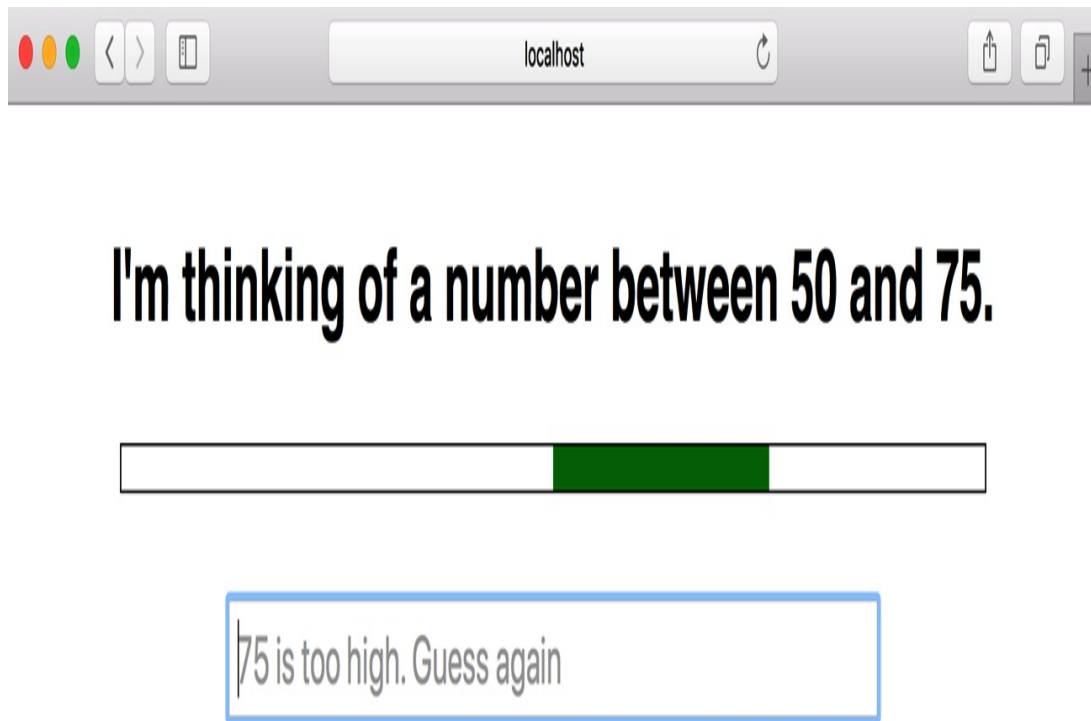 localhost
I'm thinking of a number between 50 and 75.
75 is too high. Guess again